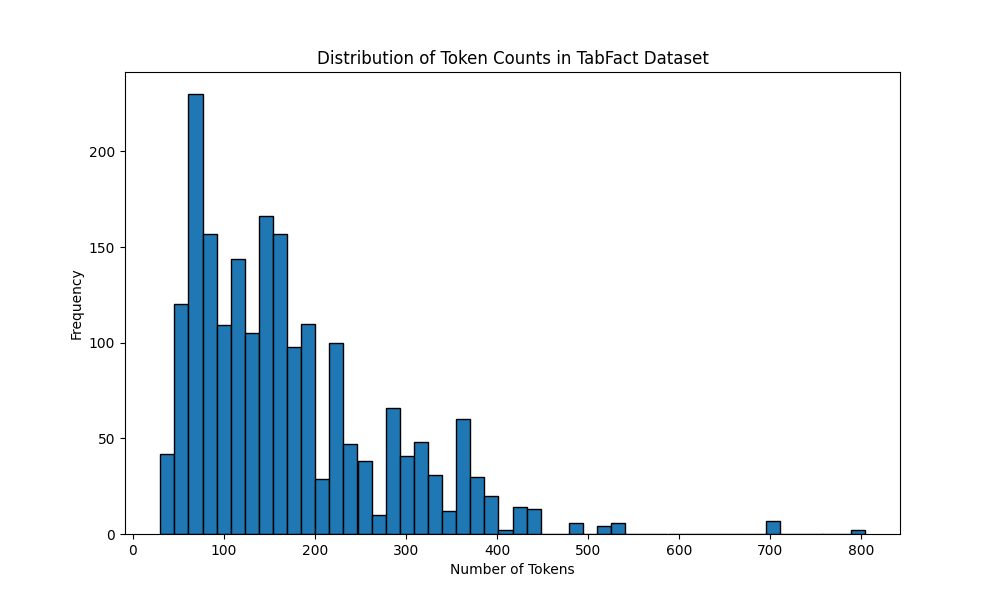 Distribution of Token Counts in TabFact Dataset
200
150
100
50
0
Frequency
0 100 200 300 400 500 600 700 800
Number of Tokens